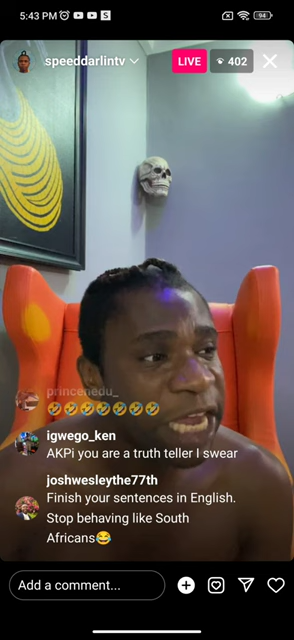 5:43 PM
94
speeddarlintv
LIVE
402
princenedu_
🤣🤣🤣🤣🤣🤣🤣
igwego_ken
AKPi you are a truth teller I swear
joshwesleythe77th
Finish your sentences in English.
Stop behaving like South
Africans😂
Add a comment...